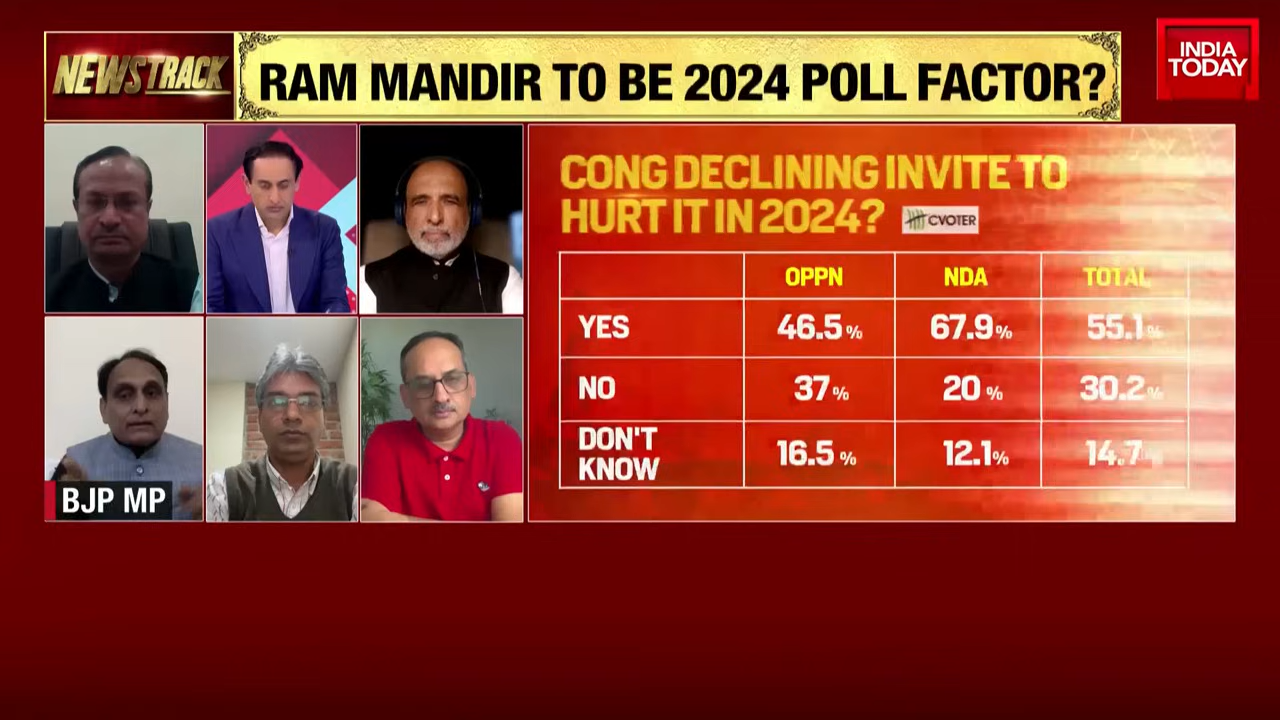 NEWSTRACK
RAM MANDIR TO BE 2024 POLL FACTOR?
INDIA
TODAY
CONG DECLINING INVITE TO
HURT IT IN 2024?
CVOTER
OPPN NDA TOTAL
YES 46.5% 67.9% 55.1%
NO 37% 20% 30.2%
DON'T
KNOW 16.5% 12.1% 14.7%
BJP MP